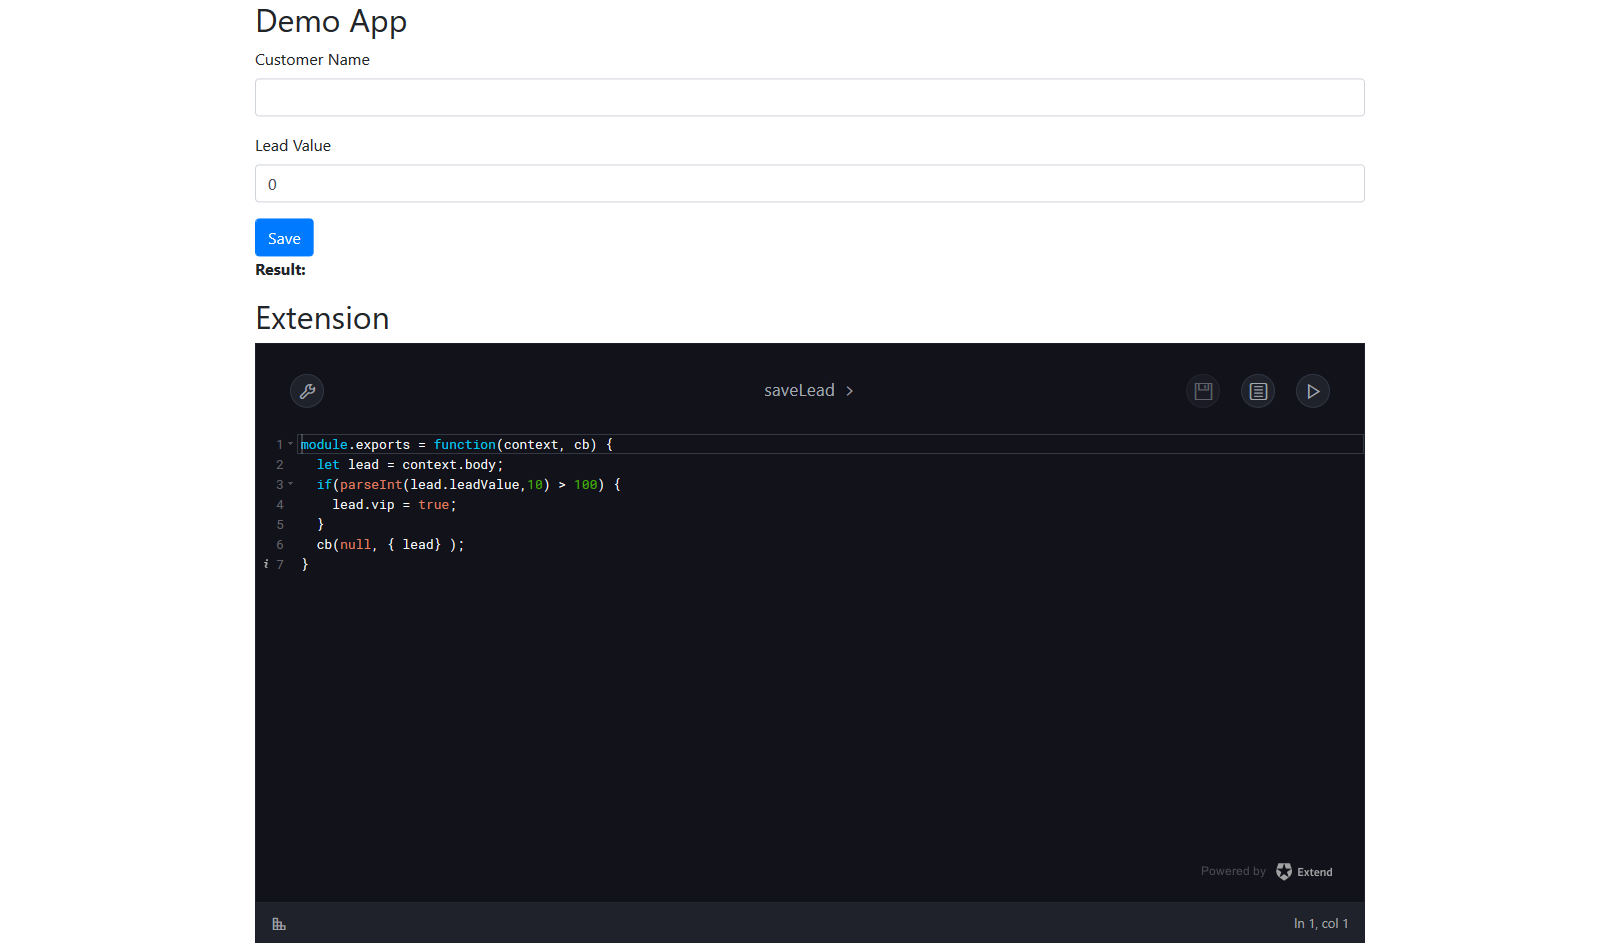 Demo App
Customer Name
Lead Value
0
Save
Result:
Extension
saveLead >
1 module.exports = function(context, cb) {
2   let lead = context.body;
3   if(parseInt(lead.leadValue,10) > 100) {
4     lead.vip = true;
5   }
6   cb(null, { lead} );
i 7 }
Powered by Extend
ln 1, col 1